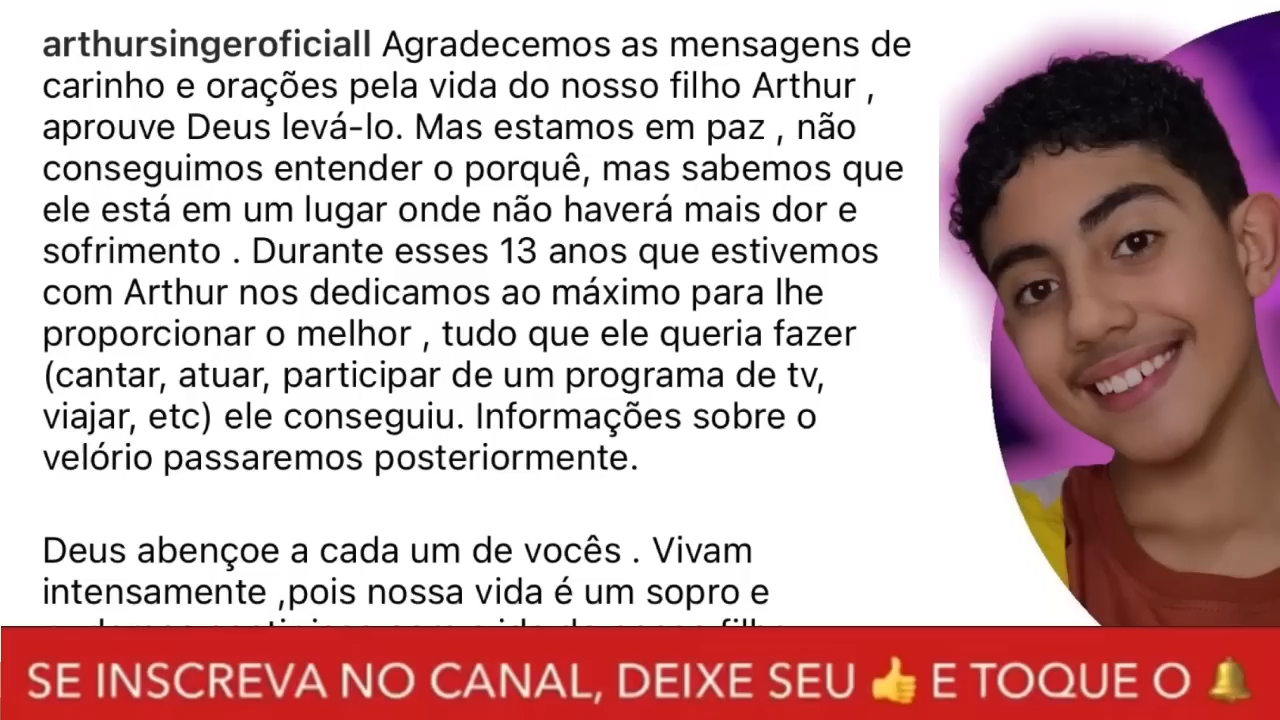 arthursingeroficiall Agradecemos as mensagens de
carinho e orações pela vida do nosso filho Arthur ,
aprouve Deus levá-lo. Mas estamos em paz , não
conseguimos entender o porquê, mas sabemos que
ele está em um lugar onde não haverá mais dor e
sofrimento . Durante esses 13 anos que estivemos
com Arthur nos dedicamos ao máximo para lhe
proporcionar o melhor , tudo que ele queria fazer
(cantar, atuar, participar de um programa de tv,
viajar, etc) ele conseguiu. Informações sobre o
velório passaremos posteriormente.
Deus abençoe a cada um de vocês . Vivam
intensamente ,pois nossa vida é um sopro e
SE INSCREVA NO CANAL, DEIXE SEU 👍 E TOQUE O 🔔